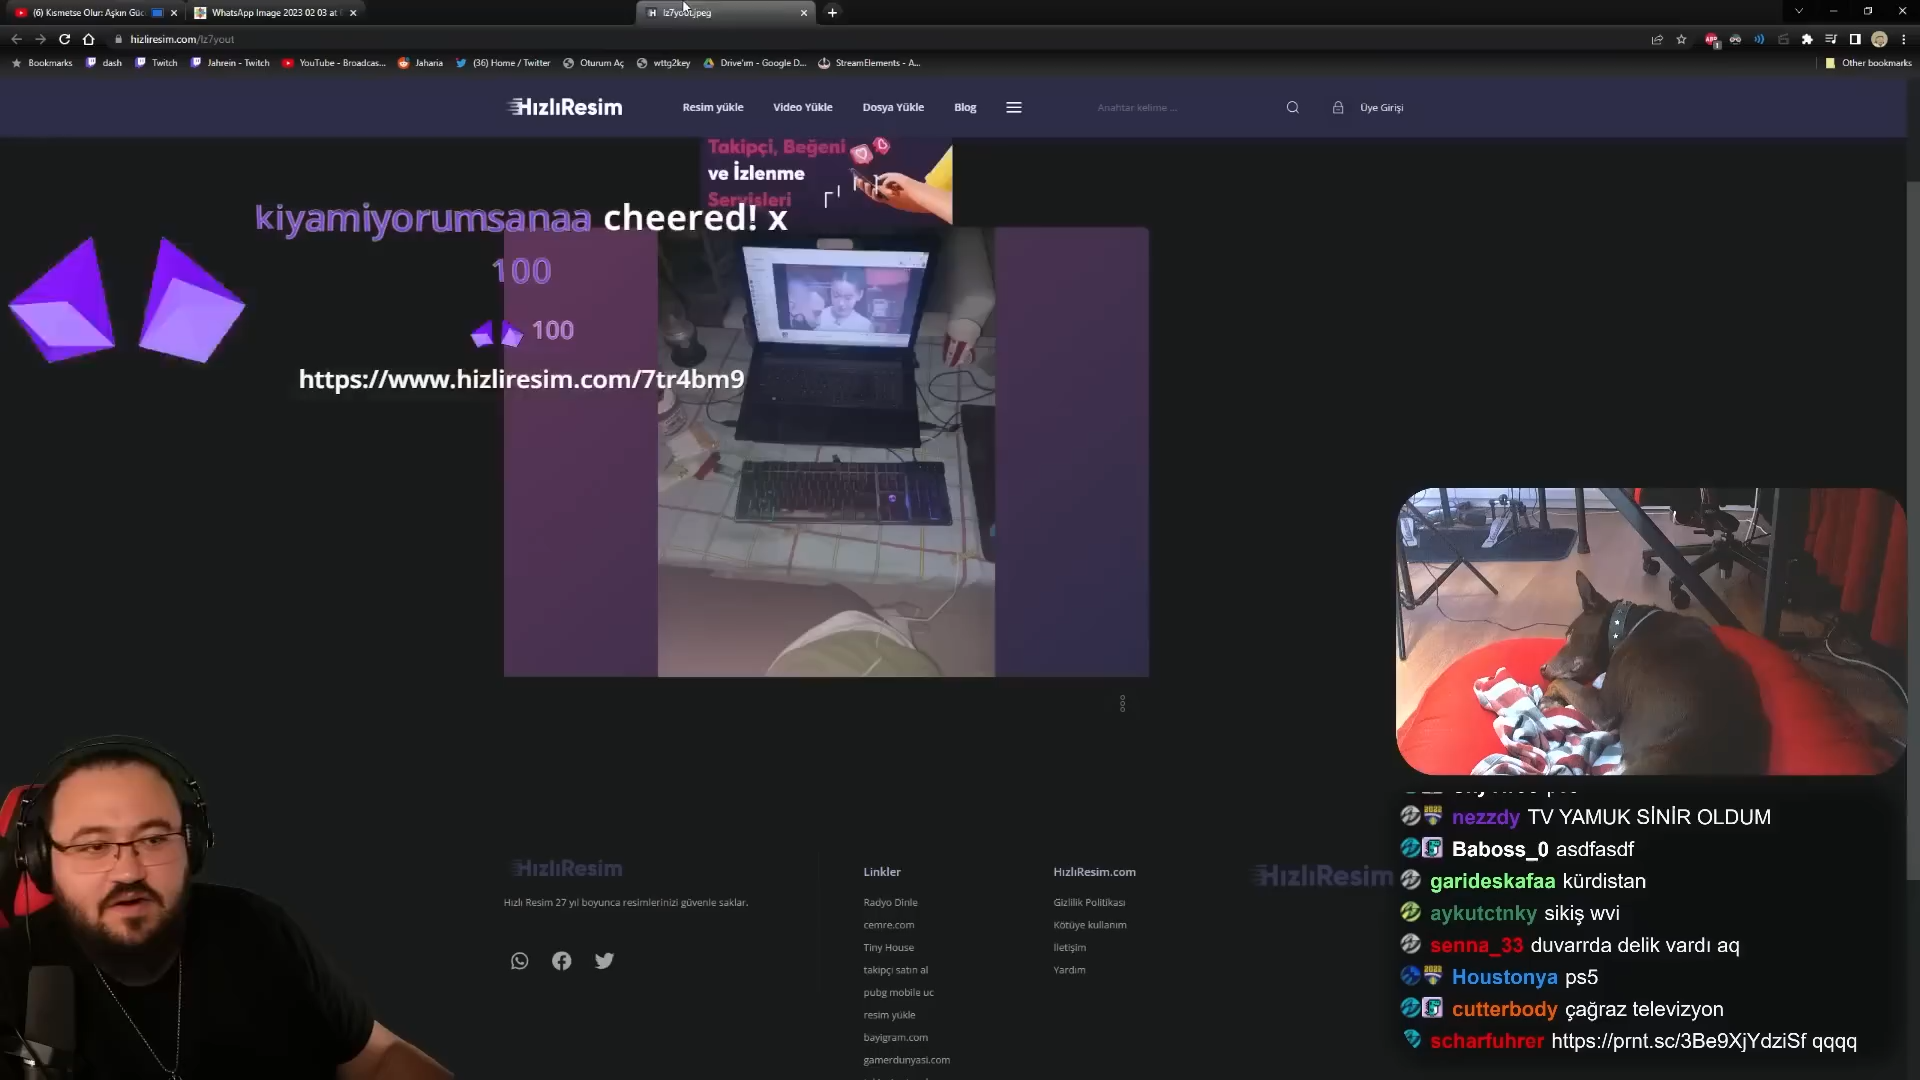 (6) Kısmetse Olur: Aşkın Güc
WhatsApp Image 2023 02 03 at
lz7yout.jpeg
hizliresim.com/lz7yout
Bookmarks
dash
Twitch
Jahrein - Twitch
YouTube - Broadcas...
Jaharia
(36) Home / Twitter
Oturum Aç
wttg2key
Drive'ım - Google D...
StreamElements - A...
Other bookmarks
HızlıResim
Resim yükle
Video Yükle
Dosya Yükle
Blog
Anahtar kelime ...
Üye Girişi
Takipçi, Beğeni
ve İzlenme
Servisleri
kiyamiyorumsanaa cheered! x
100
100
https://www.hizliresim.com/7tr4bm9
nezzdy TV YAMUK SİNİR OLDUM
Baboss_0 asdfasdf
garideskafaa kürdistan
aykutctnky sikiş wvi
senna_33 duvarrda delik vardı aq
Houstonya ps5
cutterbody çağraz televizyon
scharfuhrer https://prnt.sc/3Be9XjYdziSf qqqq
HızlıResim
Hızlı Resim 27 yıl boyunca resimlerinizi güvenle saklar.
Linkler
Radyo Dinle
cemre.com
Tiny House
takipçi satın al
pubg mobile uc
resim yükle
bayigram.com
gamerdunyasi.com
HızlıResim.com
Gizlilik Politikası
Kötüye kullanım
İletişim
Yardım
HızlıResim